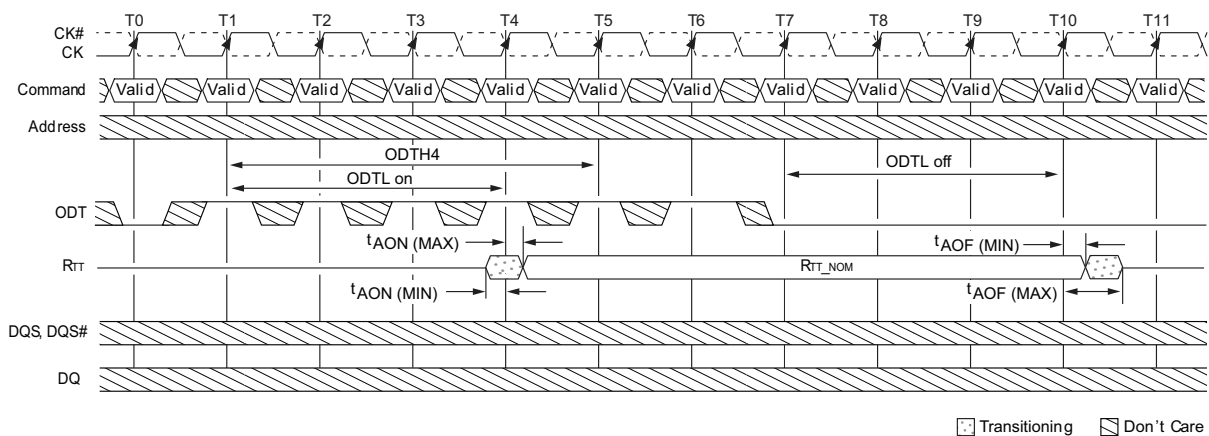 T0 T1 T2 T3 T4 T5 T6 T7 T8 T9 T10 T11
CK#
CK
Command Valid Valid Valid Valid Valid Valid Valid Valid Valid Valid Valid Valid
Address
ODTH4
ODTL on ODTL off
ODT
tAON (MAX) tAOF (MIN)
RTT RTT_NOM
tAON (MIN) tAOF (MAX)
DQS, DQS#
DQ
Transitioning Don't Care